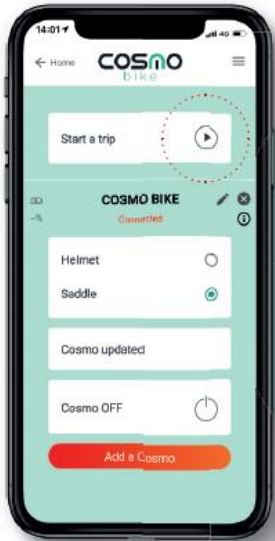 14:01 4G
← Home COSMO
bike
Start a trip
COSMO BIKE
--% Connected
Helmet
Saddle
Cosmo updated
Cosmo OFF
Add a Cosmo